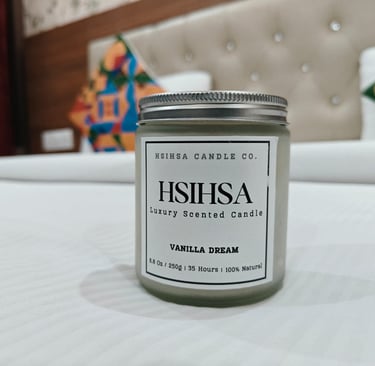 HSIHSA CANDLE CO.
HSIHSA
Luxury Scented Candle
VANILLA DREAM
8.8 Oz / 250g | 35 Hours | 100% Natural